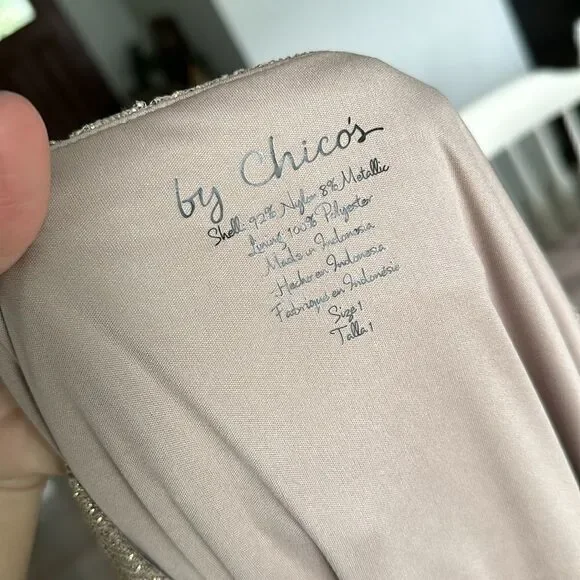 by Chico's
Shell: 92% Nylon 8% Metallic
Lining: 100% Polyester
Made in Indonesia
Hecho en Indonesia
Fabriqué en Indonésie
Size 1
Talla 1